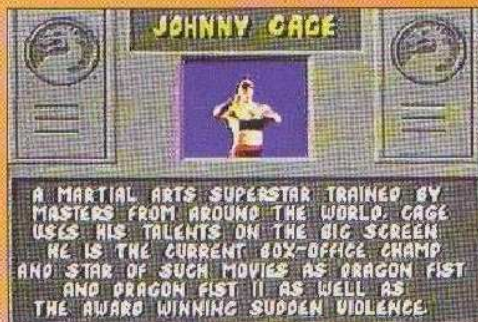 JOHNNY CAGE
A MARTIAL ARTS SUPERSTAR TRAINED BY
MASTERS FROM AROUND THE WORLD. CAGE
USES HIS TALENTS ON THE BIG SCREEN
HE IS THE CURRENT BOX-OFFICE CHAMP
AND STAR OF SUCH MOVIES AS DRAGON FIST
AND DRAGON FIST II AS WELL AS
THE AWARD WINNING SUDDEN VIOLENCE